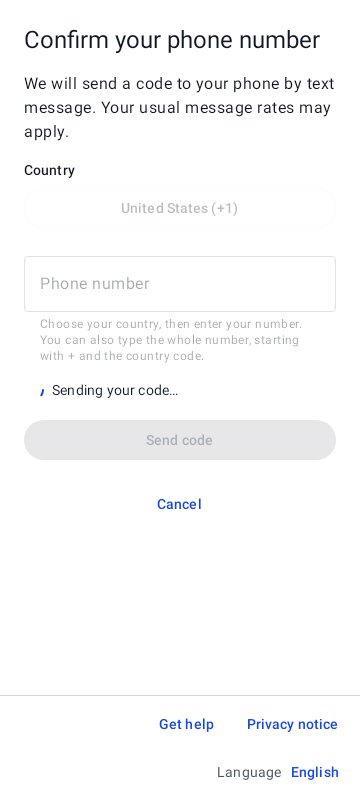 Confirm your phone number
We will send a code to your phone by text
message. Your usual message rates may
apply.
Country
United States (+1)
Phone number
Choose your country, then enter your number.
You can also type the whole number, starting
with + and the country code.
Sending your code...
Send code
Cancel
Get help
Privacy notice
Language English